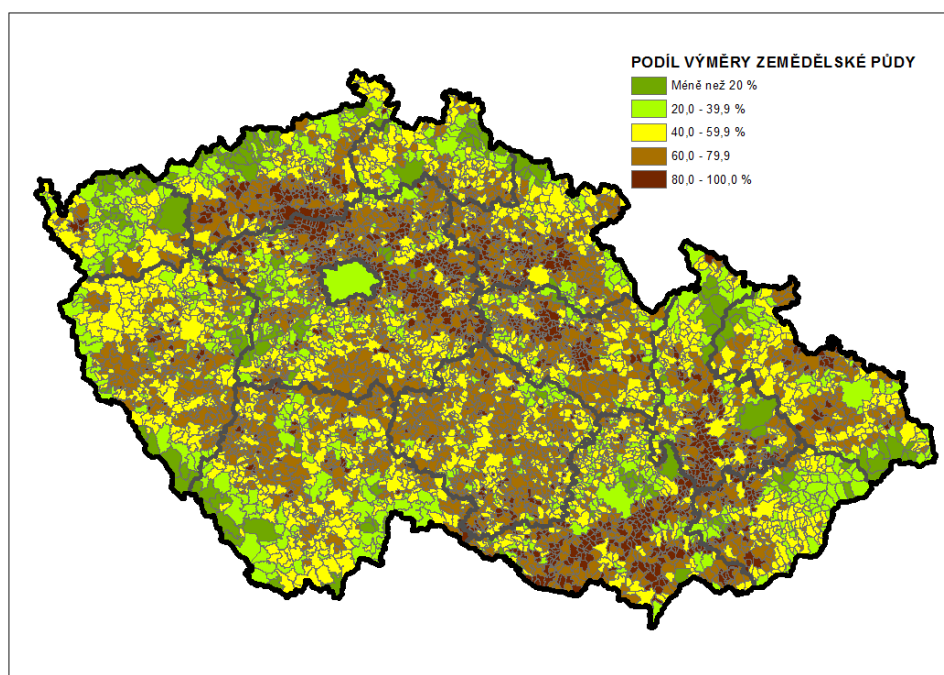 PODÍL VÝMĚRY ZEMĚDĚLSKÉ PŮDY
Méně než 20 %
20,0 - 39,9 %
40,0 - 59,9 %
60,0 - 79,9
80,0 - 100,0 %